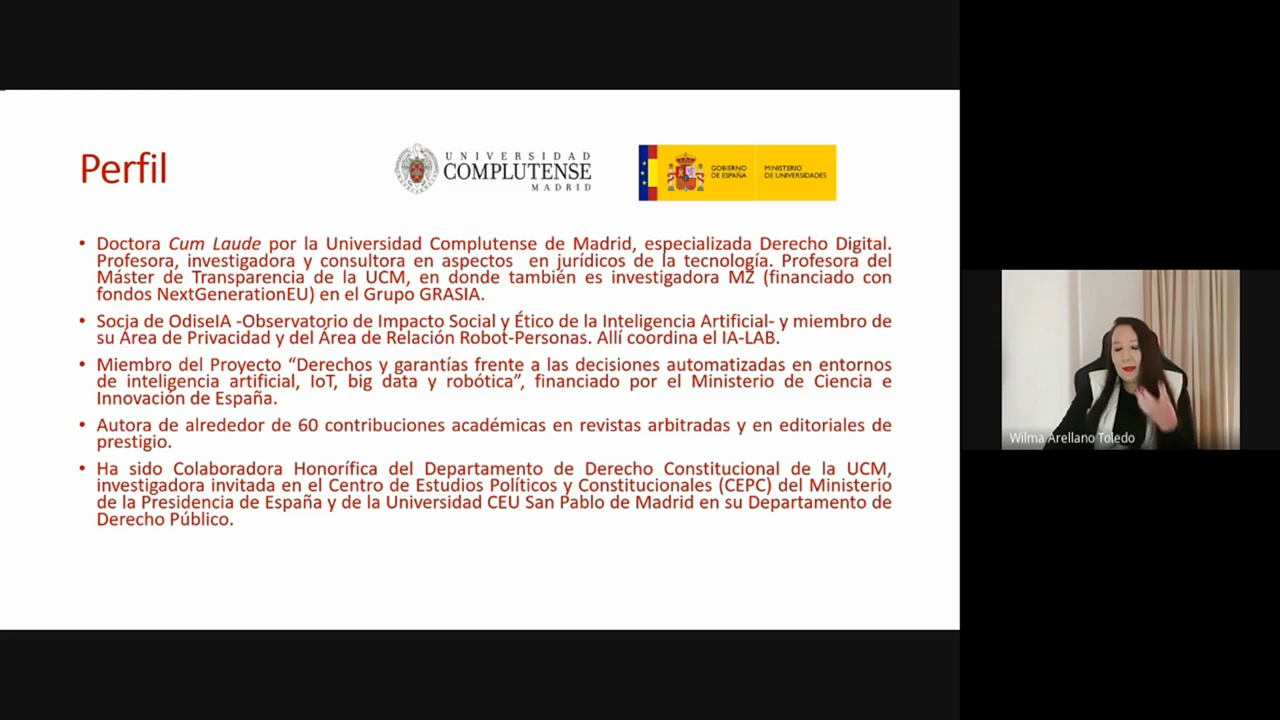 Perfil
UNIVERSIDAD
COMPLUTENSE
MADRID
GOBIERNO
DE ESPAÑA
MINISTERIO
DE UNIVERSIDADES
• Doctora Cum Laude por la Universidad Complutense de Madrid, especializada Derecho Digital.
Profesora, investigadora y consultora en aspectos en jurídicos de la tecnología. Profesora del
Máster de Transparencia de la UCM, en donde también es investigadora MZ (financiado con
fondos NextGenerationEU) en el Grupo GRASIA.
• Socja de OdiseIA -Observatorio de Impacto Social y Ético de la Inteligencia Artificial- y miembro de
su Área de Privacidad y del Área de Relación Robot-Personas. Allí coordina el IA-LAB.
• Miembro del Proyecto “Derechos y garantías frente a las decisiones automatizadas en entornos
de inteligencia artificial, IoT, big data y robótica”, financiado por el Ministerio de Ciencia e
Innovación de España.
• Autora de alrededor de 60 contribuciones académicas en revistas arbitradas y en editoriales de
prestigio.
• Ha sido Colaboradora Honorífica del Departamento de Derecho Constitucional de la UCM,
investigadora invitada en el Centro de Estudios Políticos y Constitucionales (CEPC) del Ministerio
de la Presidencia de España y de la Universidad CEU San Pablo de Madrid en su Departamento de
Derecho Público.
Wilma Arellano Toledo